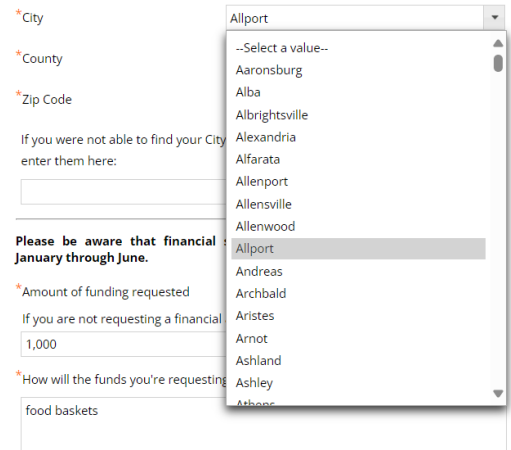 *City
Allport
--Select a value--
Aaronsburg
Alba
Albrightsville
Alexandria
Alfarata
Allenport
Allensville
Allenwood
Allport
Andreas
Archbald
Aristes
Arnot
Ashland
Ashley
Athens
*County
*Zip Code
If you were not able to find your City
enter them here:
Please be aware that financial
January through June.
*Amount of funding requested
If you are not requesting a financial
1,000
*How will the funds you're requesting
food baskets